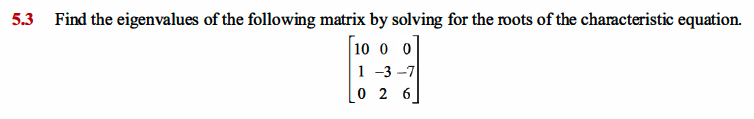 5.3 Find the eigenvalues of the following matrix by solving for the roots of the characteristic equation.
10 0 0
1 -3 -7
0 2 6